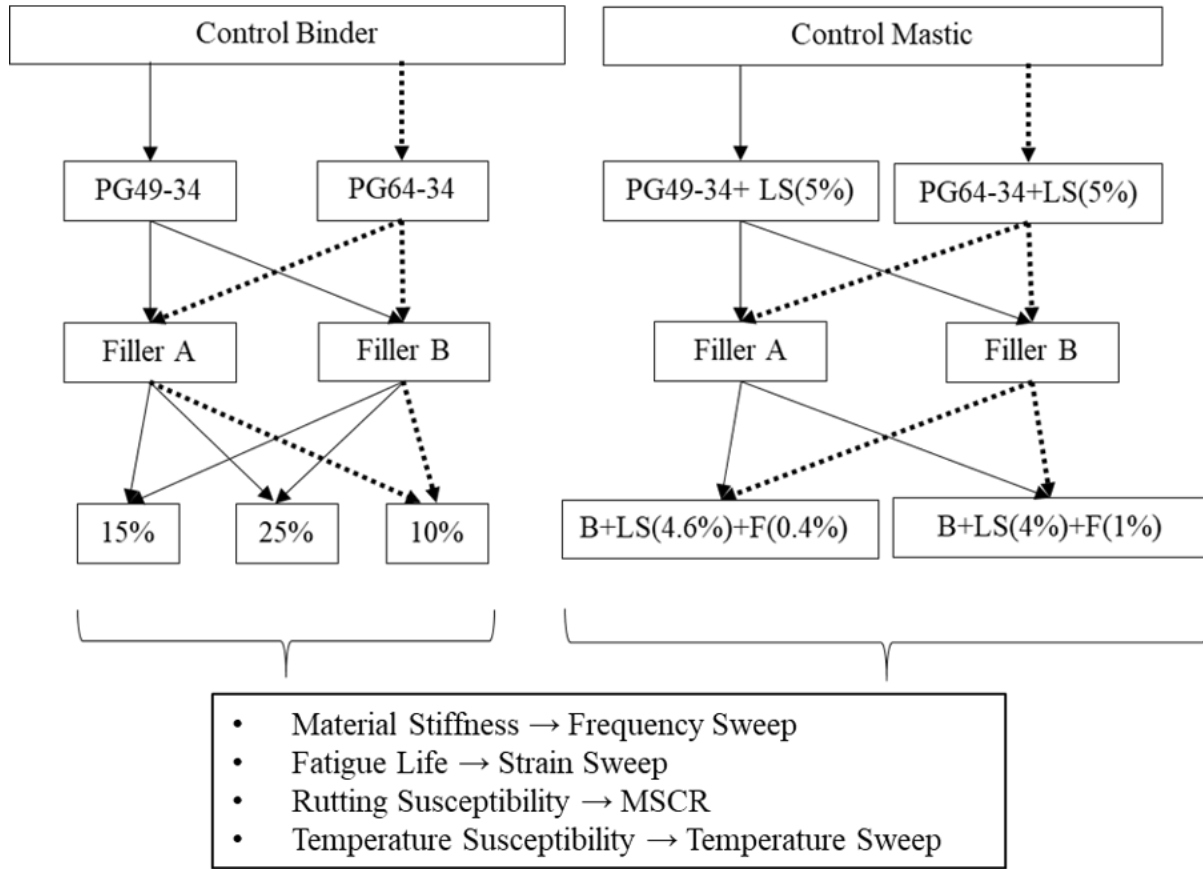 Control Binder
Control Mastic
PG49-34
PG64-34
PG49-34+ LS(5%)
PG64-34+LS(5%)
Filler A
Filler B
Filler A
Filler B
15%
25%
10%
B+LS(4.6%)+F(0.4%)
B+LS(4%)+F(1%)
• Material Stiffness → Frequency Sweep
• Fatigue Life → Strain Sweep
• Rutting Susceptibility → MSCR
• Temperature Susceptibility → Temperature Sweep